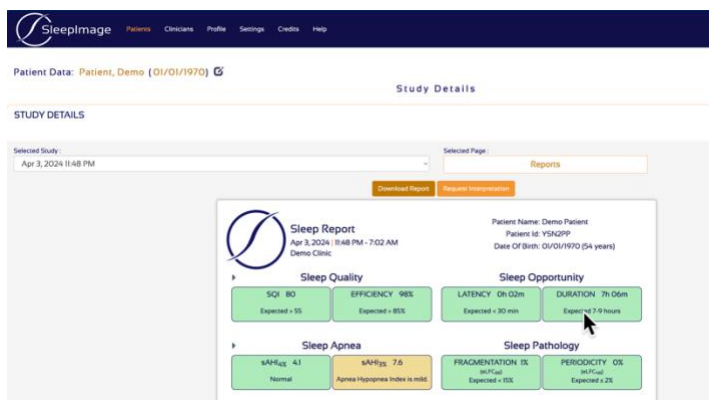 SleepImage Patients Clinicians Profile Settings Credits Help
Patient Data: Patient, Demo (01/01/1970)
Study Details
STUDY DETAILS
Selected Study :
Apr 3, 2024 11:48 PM
Selected Page :
Reports
Download Report Request Interpretation
Sleep Report
Apr 3, 2024 | 11:48 PM - 7:02 AM
Demo Clinic
Patient Name: Demo Patient
Patient Id: Y5N2PP
Date Of Birth: 01/01/1970 (54 years)
Sleep Quality
SQI 80
Expected > 55
EFFICIENCY 98%
Expected > 85%
Sleep Opportunity
LATENCY 0h 02m
Expected < 30 min
DURATION 7h 06m
Expected 7-9 hours
Sleep Apnea
sAHI4% 4.1
Normal
sAHI3% 7.6
Apnea Hypopnea Index is mild.
Sleep Pathology
FRAGMENTATION 1%
Expected < 15%
PERIODICITY 0%
Expected ≤ 2%